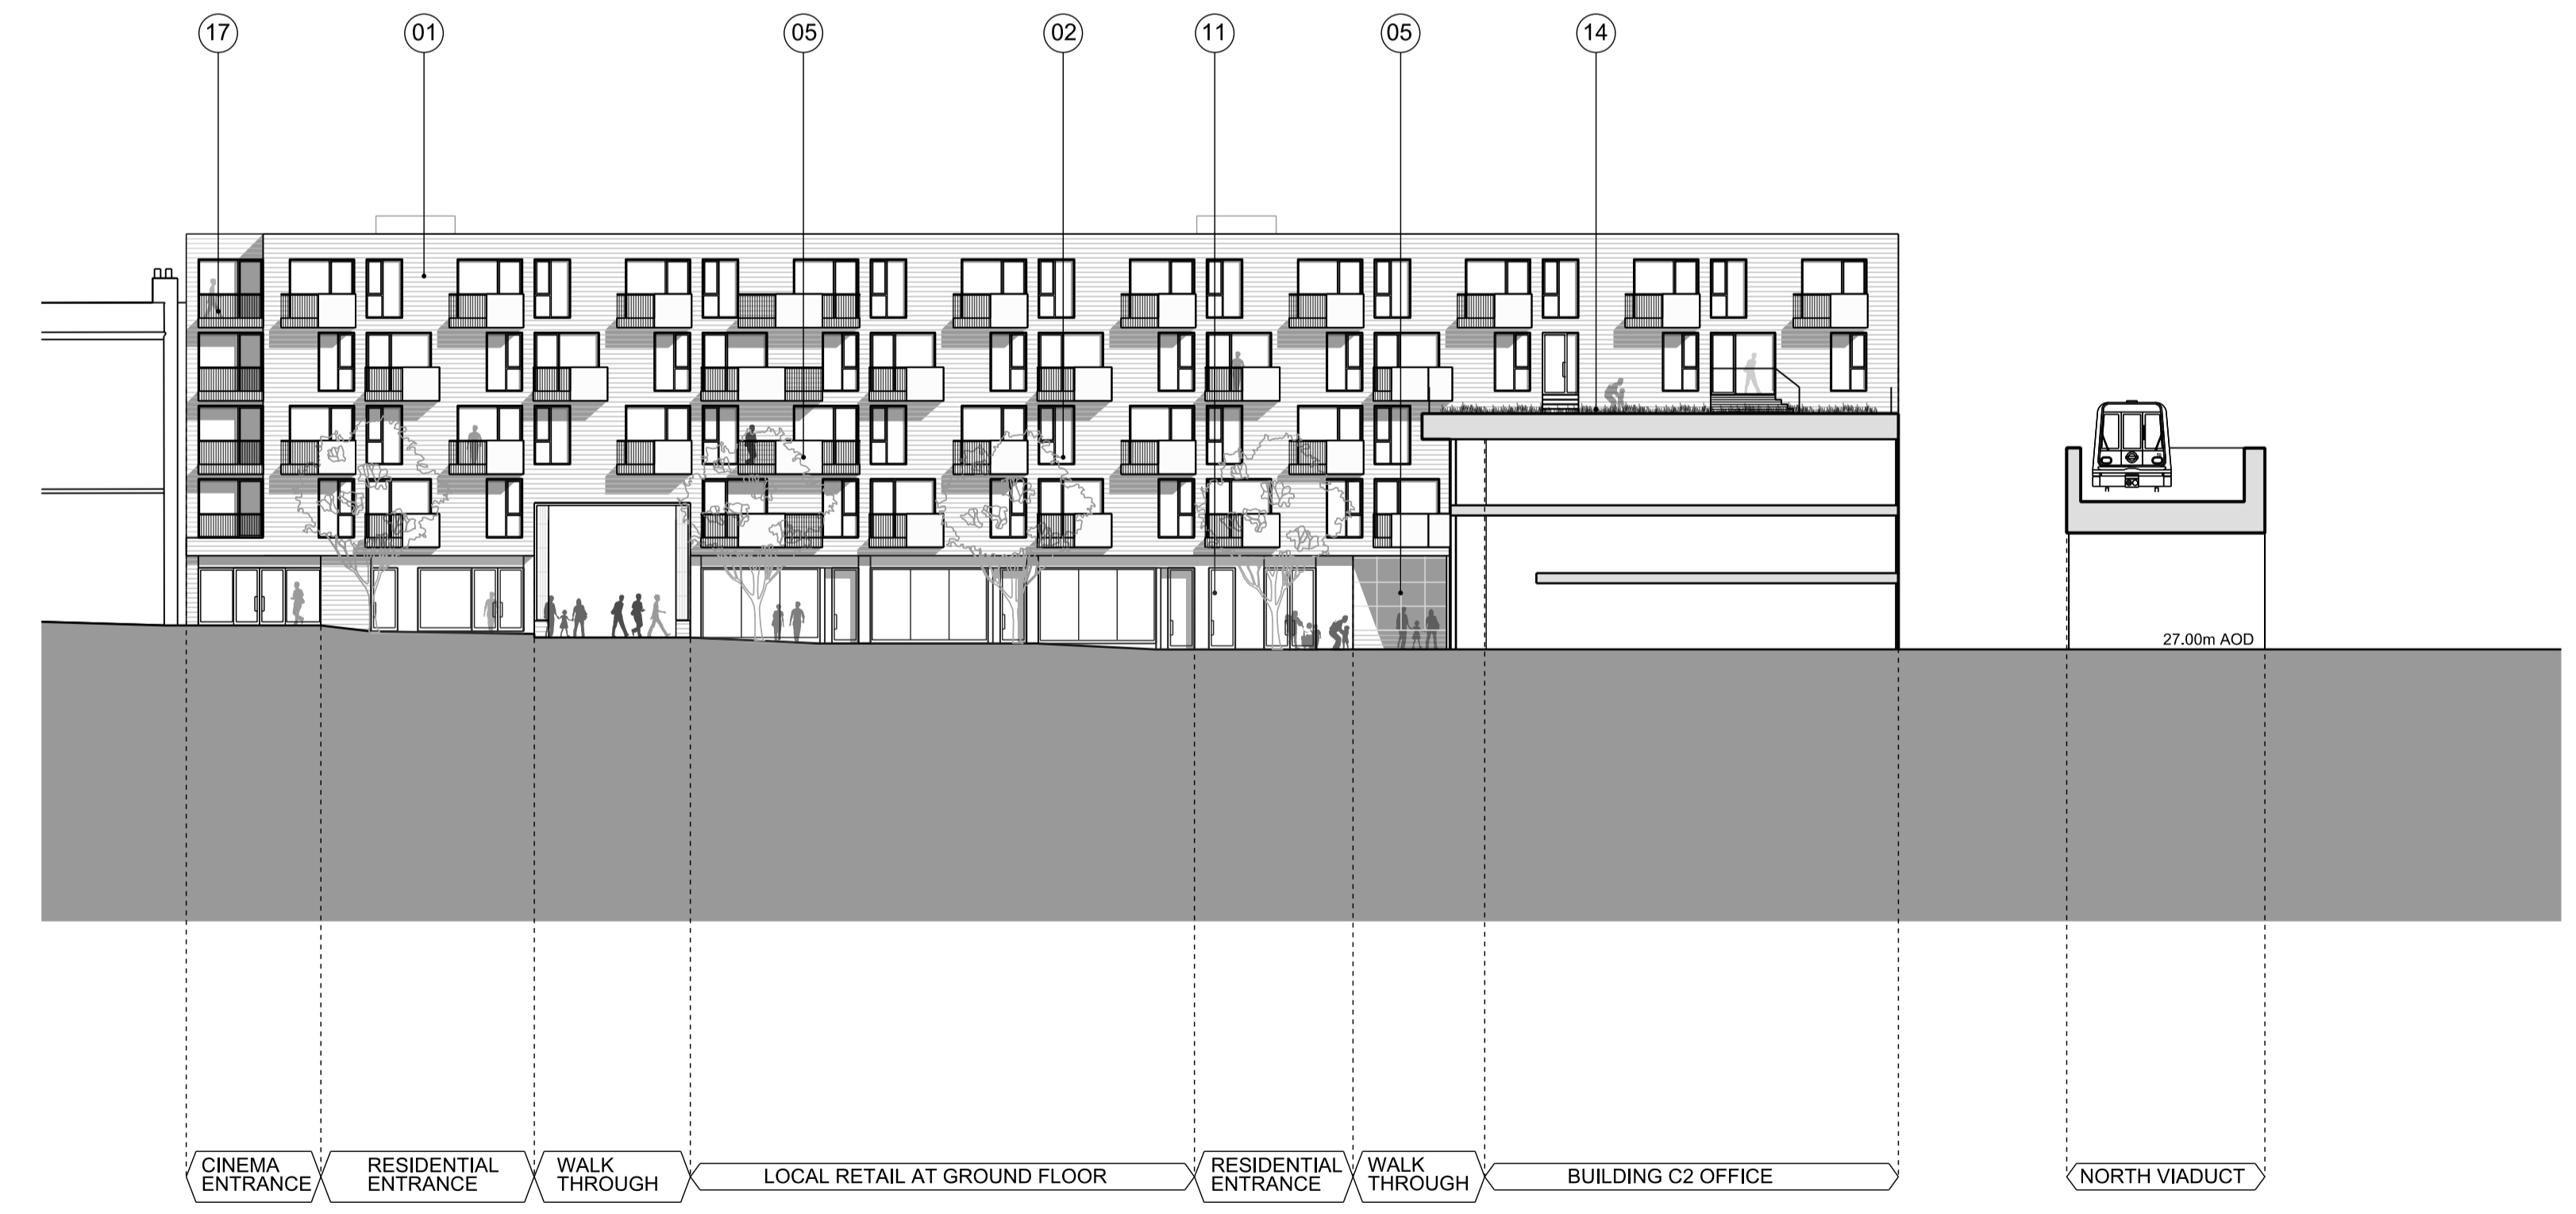 17
01
05
02
11
05
14
27.00m AOD
CINEMA
ENTRANCE
RESIDENTIAL
ENTRANCE
WALK
THROUGH
LOCAL RETAIL AT GROUND FLOOR
RESIDENTIAL
ENTRANCE
WALK
THROUGH
BUILDING C2 OFFICE
NORTH VIADUCT